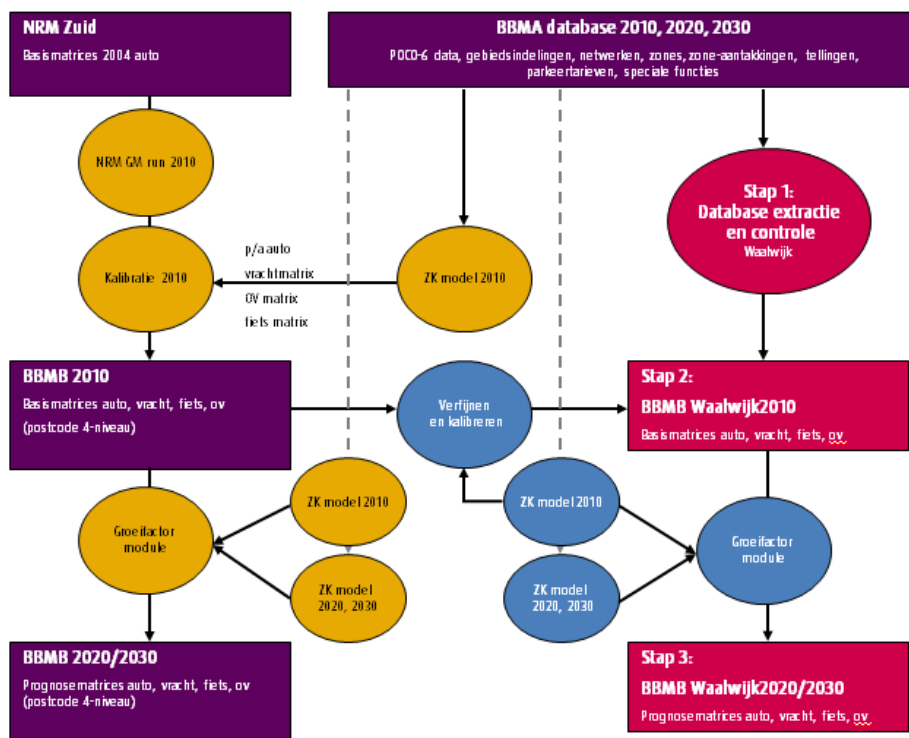 NRM Zuid
Basismatrices 2004 auto
BBMA database 2010, 2020, 2030
POCO-6 data, gebiedsindelingen, netwerken, zones, zone-aantakkingen, tellingen,
parkeertarieven, speciale functies
NRM GM run 2010
Stap 1:
Database extractie
en controle
Waalwijk
Kalibratie 2010
p/a auto
vrachtmatrix
OV matrix
fiets matrix
ZK model 2010
BBMB 2010
Basismatrices auto, vracht, fiets, ov
(postcode 4-niveau)
Verfijnen
en kalibreren
Stap 2:
BBMB Waalwijk2010
Basismatrices auto, vracht, fiets, ov
Groeifactor
module
ZK model 2010
ZK model
2020, 2030
ZK model 2010
ZK model
2020, 2030
Groeifactor
module
BBMB 2020/2030
Prognosematrices auto, vracht, fiets, ov
(postcode 4-niveau)
Stap 3:
BBMB Waalwijk2020/2030
Prognosematrices auto, vracht, fiets, ov